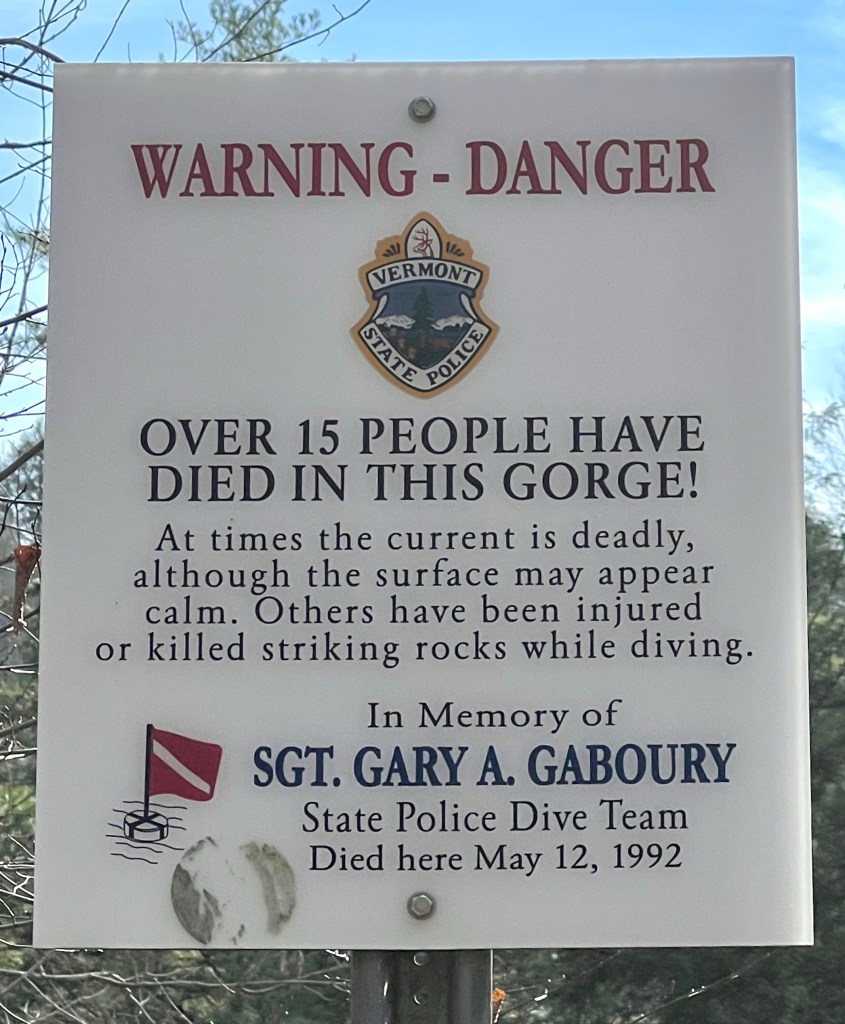 WARNING - DANGER
VERMONT
STATE POLICE
OVER 15 PEOPLE HAVE
DIED IN THIS GORGE!
At times the current is deadly,
although the surface may appear
calm. Others have been injured
or killed striking rocks while diving.
In Memory of
SGT. GARY A. GABOURY
State Police Dive Team
Died here May 12, 1992